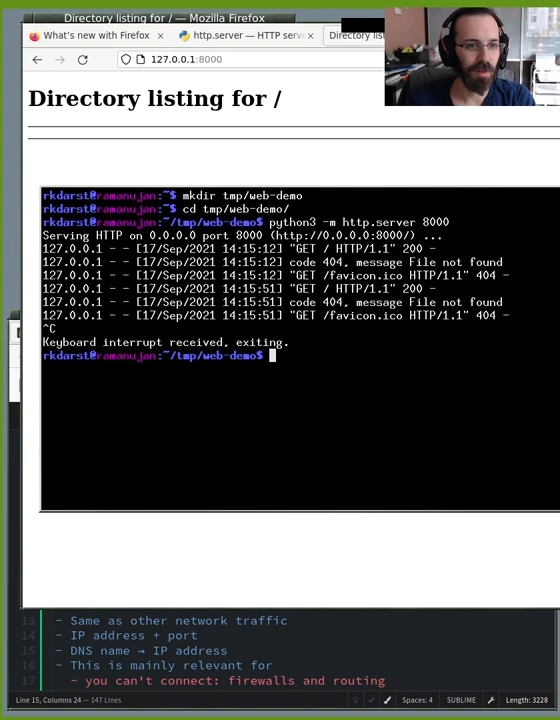 Directory listing for / — Mozilla Firefox
What's new with Firefox × http.server — HTTP serv × Directory list
127.0.0.1:8000
Directory listing for /
rkdarst@ramanujan:~$ mkdir tmp/web-demo
rkdarst@ramanujan:~$ cd tmp/web-demo/
rkdarst@ramanujan:~/tmp/web-demo$ python3 -m http.server 8000
Serving HTTP on 0.0.0.0 port 8000 (http://0.0.0.0:8000/) ...
127.0.0.1 - - [17/Sep/2021 14:15:12] "GET / HTTP/1.1" 200 -
127.0.0.1 - - [17/Sep/2021 14:15:12] code 404, message File not found
127.0.0.1 - - [17/Sep/2021 14:15:12] "GET /favicon.ico HTTP/1.1" 404 -
127.0.0.1 - - [17/Sep/2021 14:15:51] "GET / HTTP/1.1" 200 -
127.0.0.1 - - [17/Sep/2021 14:15:51] code 404, message File not found
127.0.0.1 - - [17/Sep/2021 14:15:51] "GET /favicon.ico HTTP/1.1" 404 -
^C
Keyboard interrupt received, exiting.
rkdarst@ramanujan:~/tmp/web-demo$
13 - Same as other network traffic
14 - IP address + port
15 - DNS name → IP address
16 - This is mainly relevant for
17 - you can't connect: firewalls and routing
Line 15, Columns 24 — 147 Lines Spaces: 4 SUBLIME Length: 3228